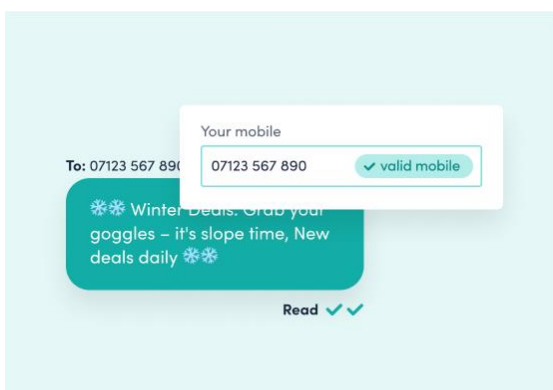 Your mobile
07123 567 890 valid mobile
To: 07123 567 890
❄❄ Winter Deals. Grab your
goggles – it's slope time, New
deals daily ❄❄
Read